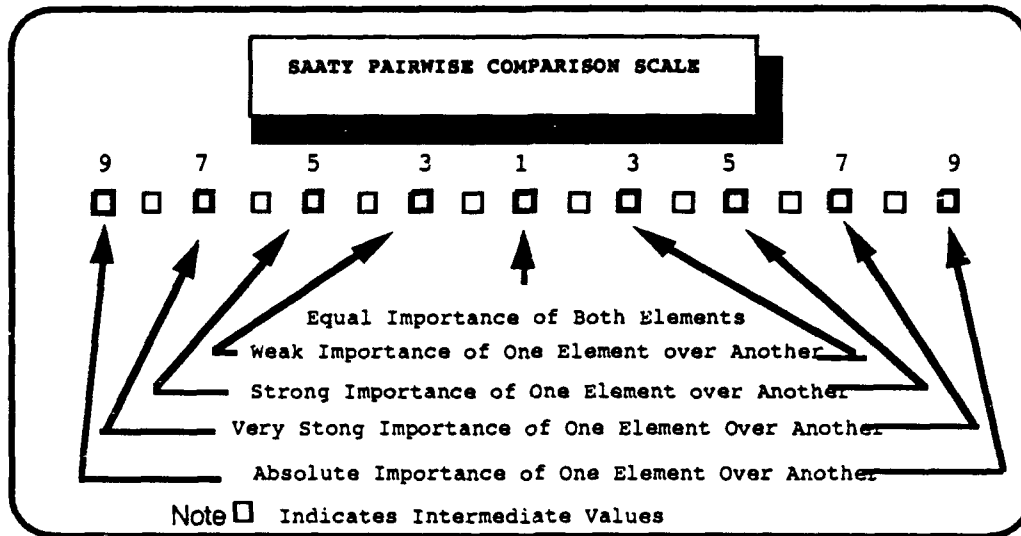 SAATY PAIRWISE COMPARISON SCALE
9 7 5 3 1 3 5 7 9
Equal Importance of Both Elements
Weak Importance of One Element over Another
Strong Importance of One Element over Another
Very Stong Importance of One Element Over Another
Absolute Importance of One Element Over Another
Note Indicates Intermediate Values